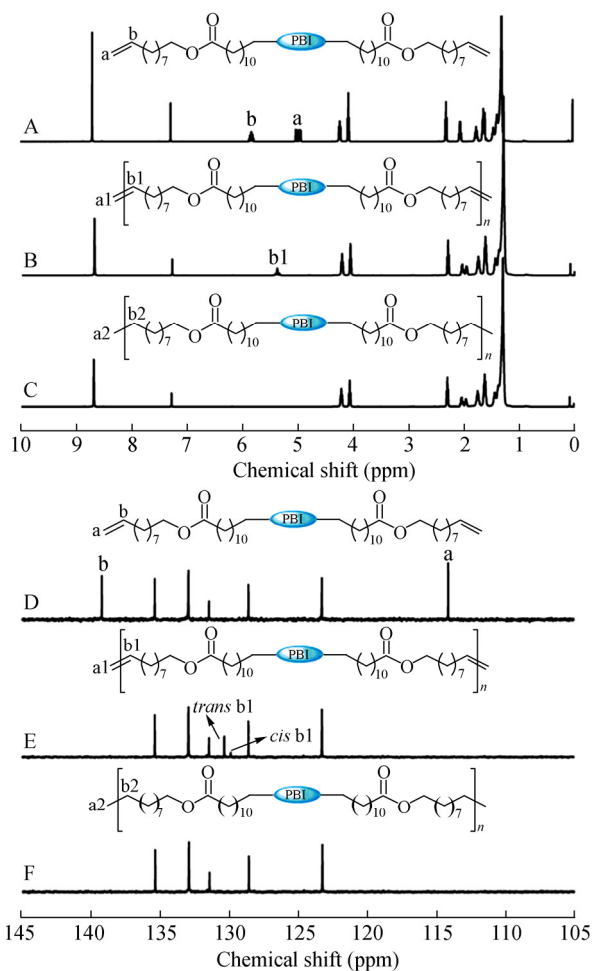 b
a
( )7
O
O
( )10
PBI
( )10
O
O
( )7
A
b
a
b1
a1
( )7
O
O
( )10
PBI
( )10
O
O
( )7
n
B
b1
b2
a2
( )7
O
O
( )10
PBI
( )10
O
O
( )7
n
C
10 9 8 7 6 5 4 3 2 1 0
Chemical shift (ppm)
b
a
( )7
O
O
( )10
PBI
( )10
O
O
( )7
b
a
D
b1
a1
( )7
O
O
( )10
PBI
( )10
O
O
( )7
n
trans b1
cis b1
E
b2
a2
( )7
O
O
( )10
PBI
( )10
O
O
( )7
n
F
145 140 135 130 125 120 115 110 105
Chemical shift (ppm)